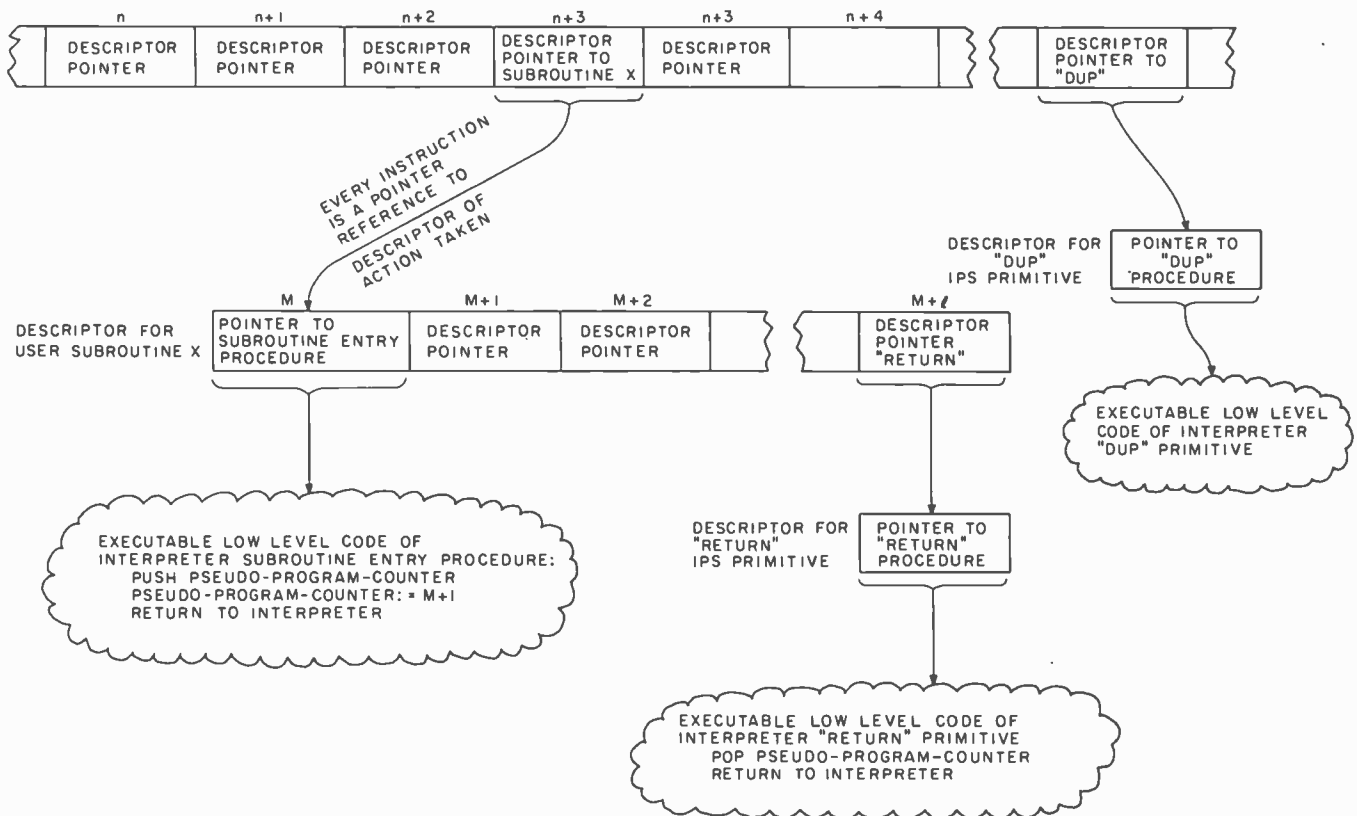 n n+1 n+2 n+3 n+3 n+4
DESCRIPTOR
POINTER
DESCRIPTOR
POINTER
DESCRIPTOR
POINTER
DESCRIPTOR
POINTER TO
SUBROUTINE X
DESCRIPTOR
POINTER
DESCRIPTOR
POINTER TO
"DUP"
EVERY INSTRUCTION
IS A POINTER
REFERENCE TO
DESCRIPTOR OF
ACTION TAKEN
DESCRIPTOR FOR
"DUP"
IPS PRIMITIVE
POINTER TO
"DUP"
PROCEDURE
M M+1 M+2 M+ℓ
DESCRIPTOR FOR
USER SUBROUTINE X
POINTER TO
SUBROUTINE ENTRY
PROCEDURE
DESCRIPTOR
POINTER
DESCRIPTOR
POINTER
DESCRIPTOR
POINTER
"RETURN"
EXECUTABLE LOW LEVEL
CODE OF INTERPRETER
"DUP" PRIMITIVE
EXECUTABLE LOW LEVEL CODE OF
INTERPRETER SUBROUTINE ENTRY PROCEDURE:
PUSH PSEUDO-PROGRAM-COUNTER
PSEUDO-PROGRAM-COUNTER:= M+1
RETURN TO INTERPRETER
DESCRIPTOR FOR
"RETURN"
IPS PRIMITIVE
POINTER TO
"RETURN"
PROCEDURE
EXECUTABLE LOW LEVEL CODE OF
INTERPRETER "RETURN" PRIMITIVE
POP PSEUDO-PROGRAM-COUNTER
RETURN TO INTERPRETER